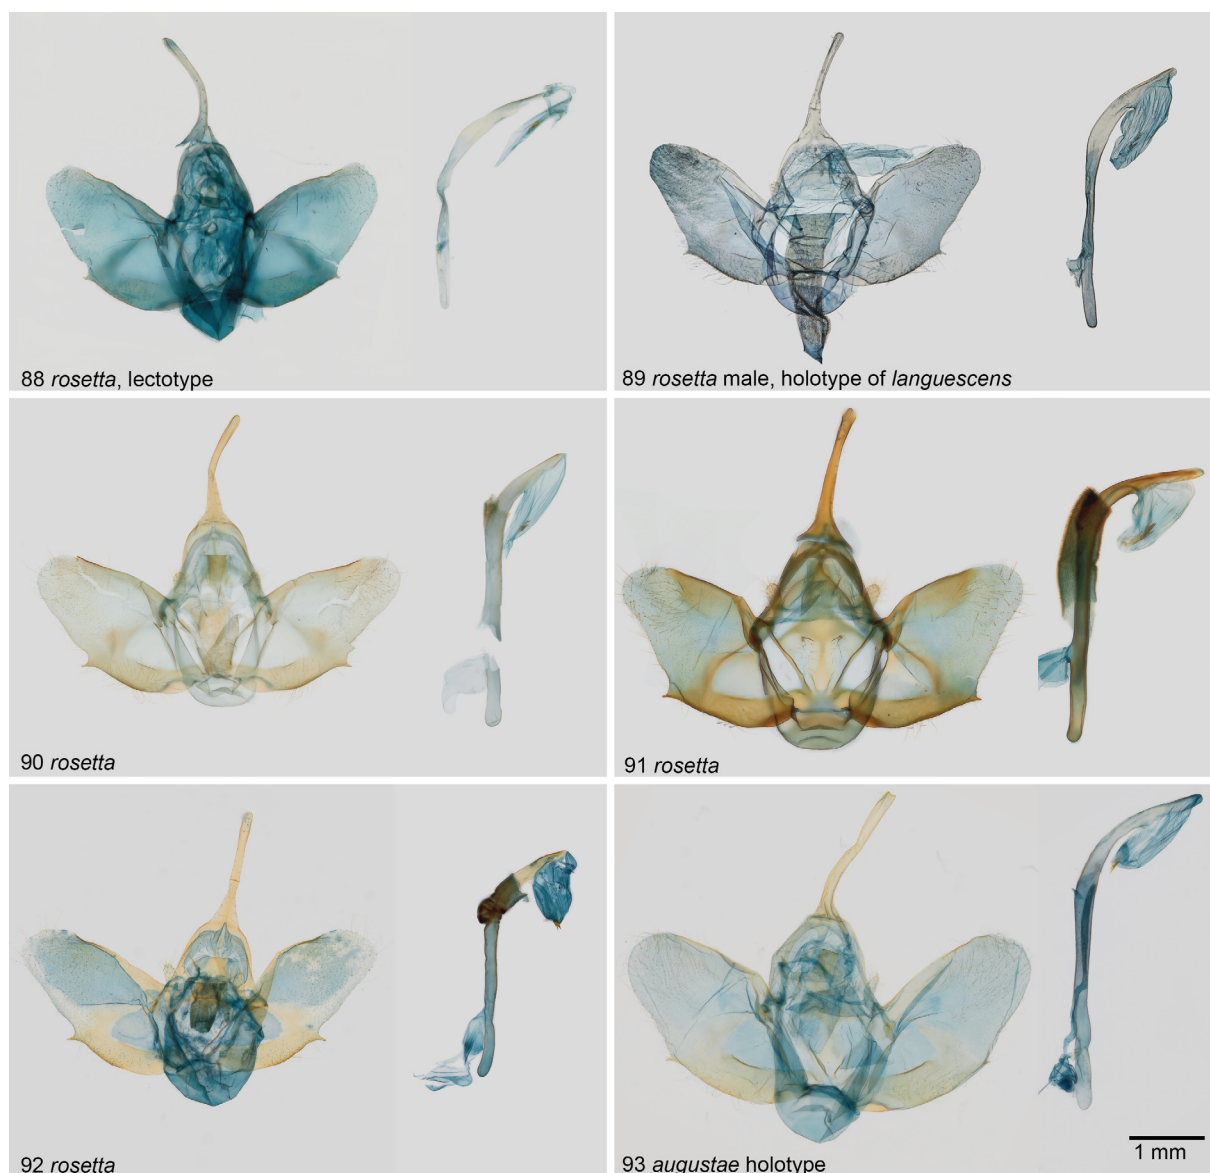 88 rosetta, lectotype
89 rosetta male, holotype of languescens
90 rosetta
91 rosetta
92 rosetta
93 augustae holotype
1 mm